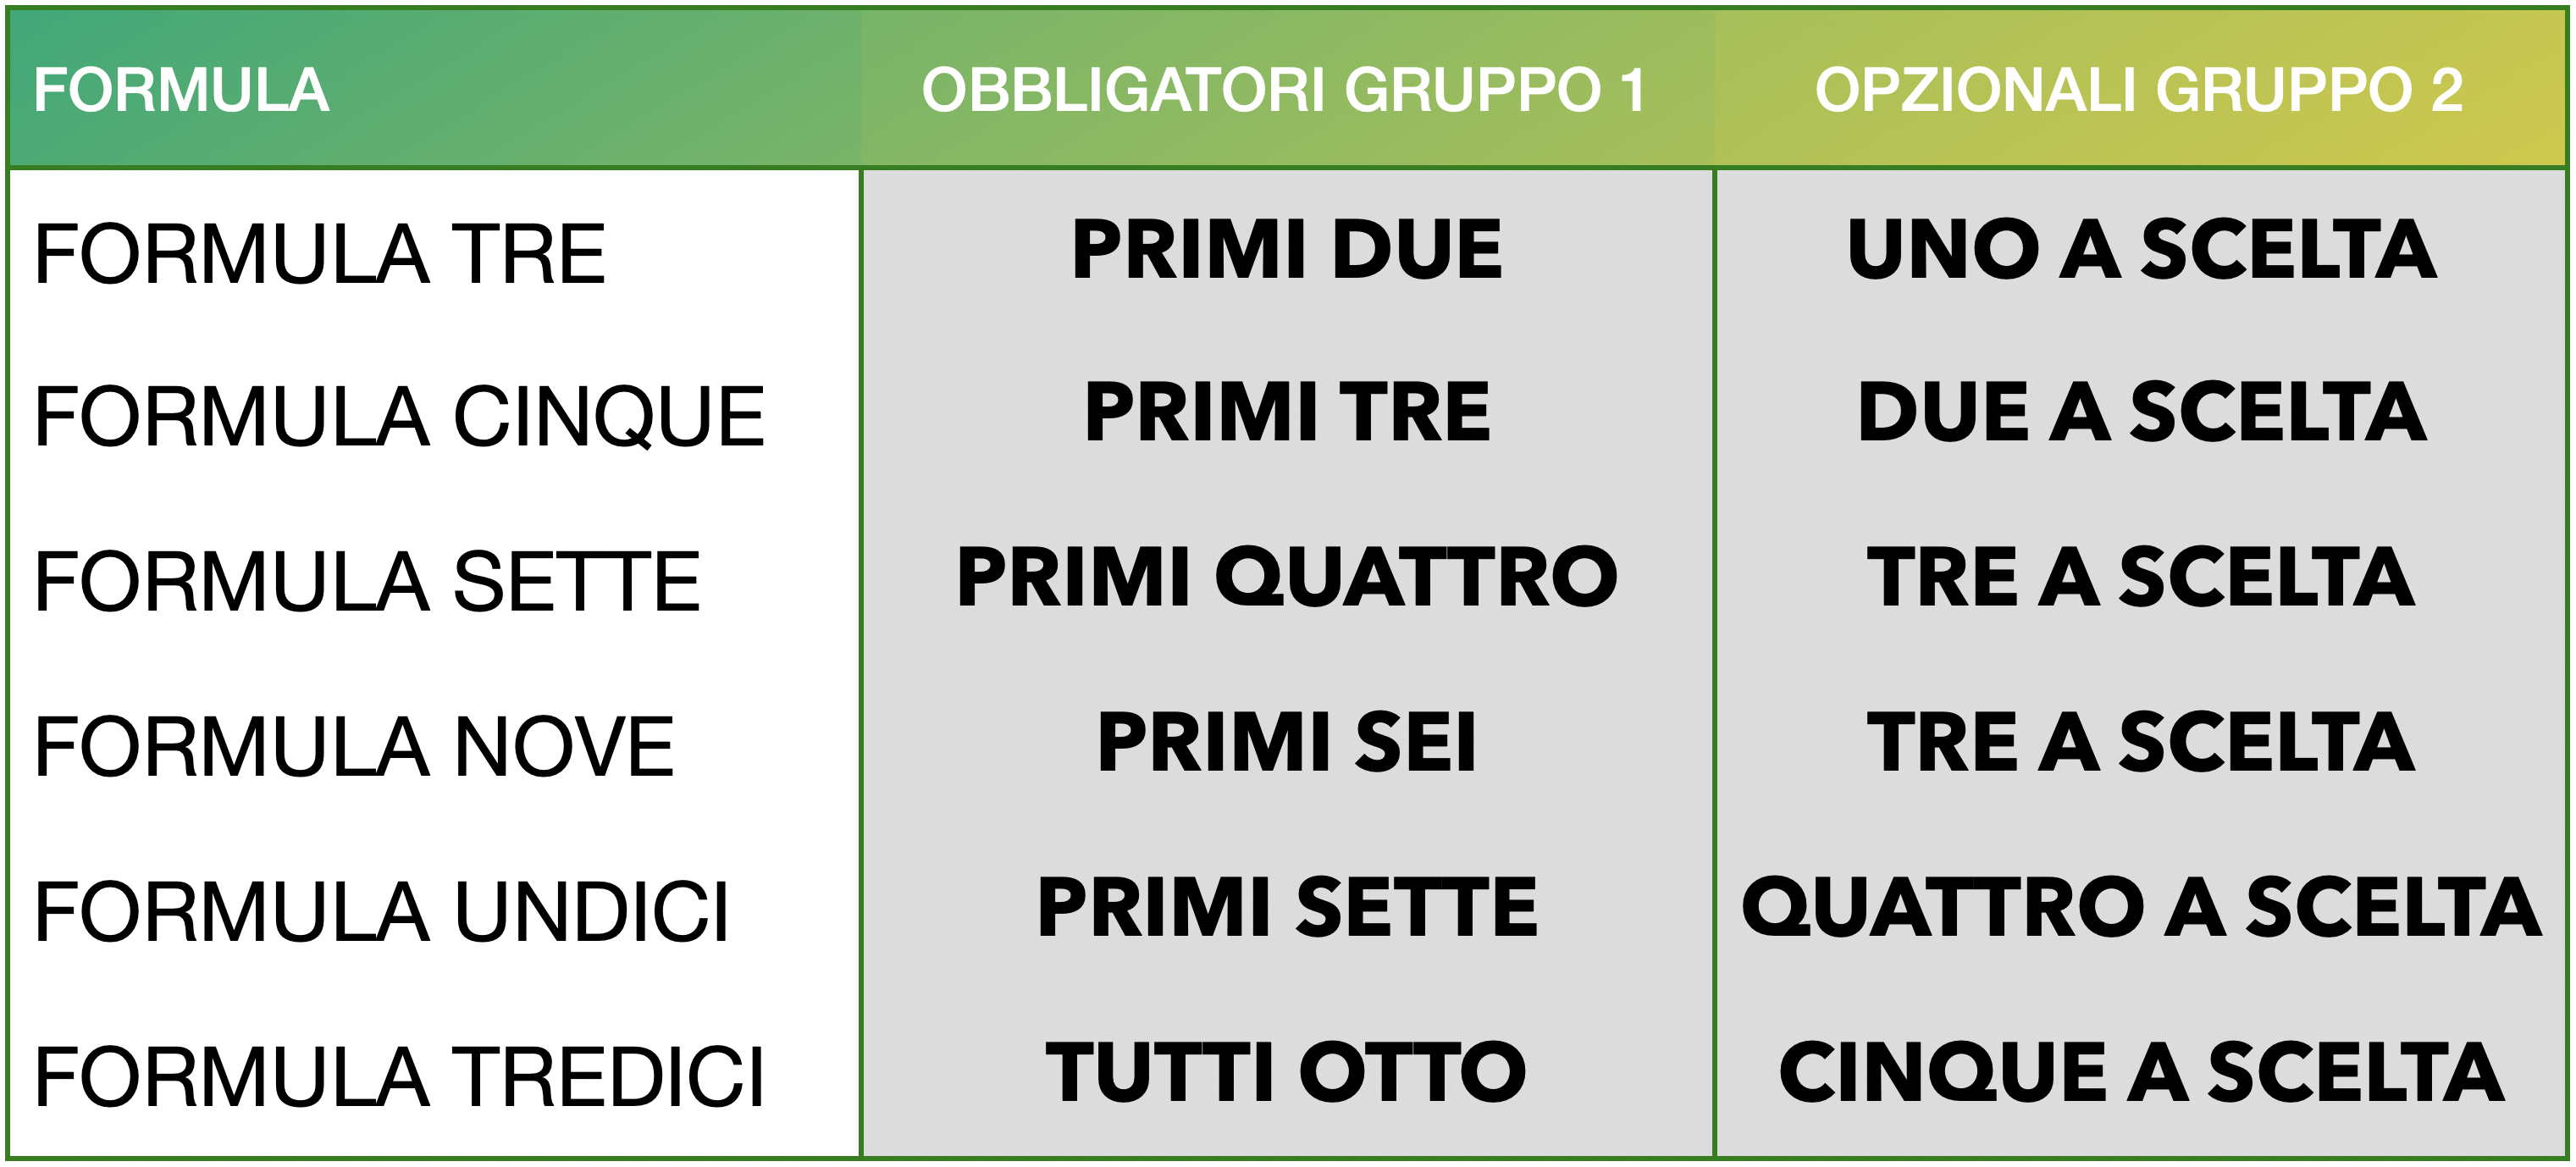 FORMULA OBBLIGATORI GRUPPO 1 OPZIONALI GRUPPO 2
FORMULA TRE PRIMI DUE UNO A SCELTA
FORMULA CINQUE PRIMI TRE DUE A SCELTA
FORMULA SETTE PRIMI QUATTRO TRE A SCELTA
FORMULA NOVE PRIMI SEI TRE A SCELTA
FORMULA UNDICI PRIMI SETTE QUATTRO A SCELTA
FORMULA TREDICI TUTTI OTTO CINQUE A SCELTA